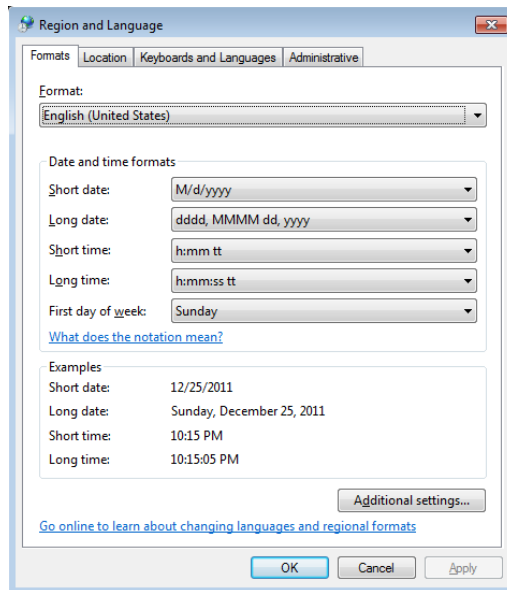 Region and Language
Formats Location Keyboards and Languages Administrative
Format:
English (United States)
Date and time formats
Short date: M/d/yyyy
Long date: dddd, MMMM dd, yyyy
Short time: h:mm tt
Long time: h:mm:ss tt
First day of week: Sunday
What does the notation mean?
Examples
Short date: 12/25/2011
Long date: Sunday, December 25, 2011
Short time: 10:15 PM
Long time: 10:15:05 PM
Additional settings...
Go online to learn about changing languages and regional formats
OK Cancel Apply